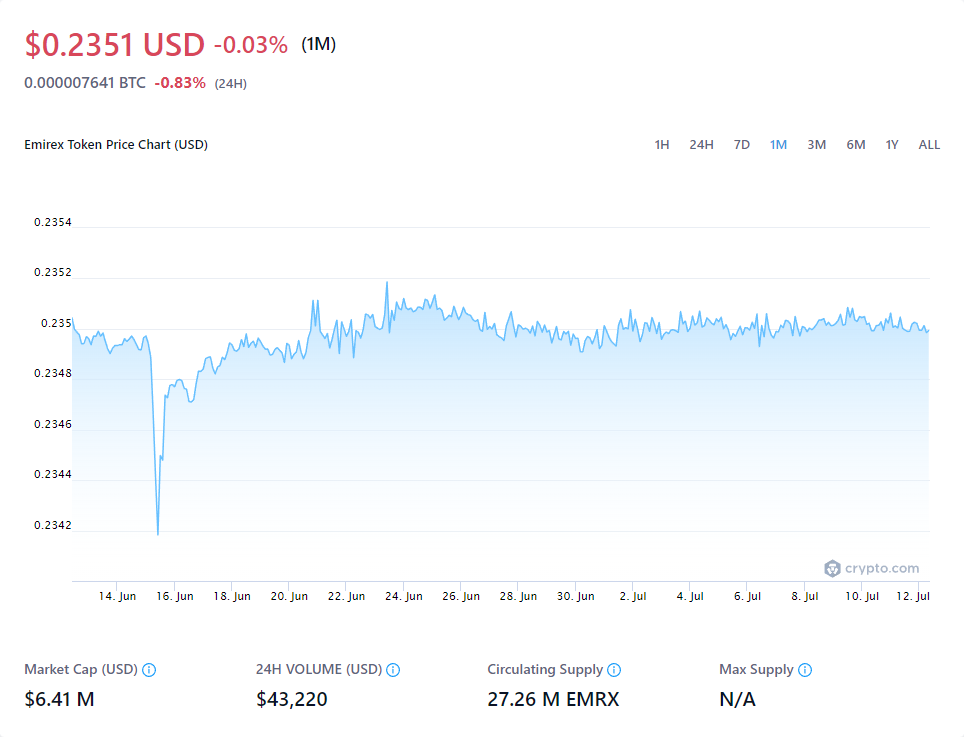 $0.2351 USD -0.03% (1M)
0.000007641 BTC -0.83% (24H)
Emirex Token Price Chart (USD) 1H 24H 7D 1M 3M 6M 1Y ALL
0.2354
0.2352
0.235
0.2348
0.2346
0.2344
0.2342
crypto.com
14. Jun 16. Jun 18. Jun 20. Jun 22. Jun 24. Jun 26. Jun 28. Jun 30. Jun 2. Jul 4. Jul 6. Jul 8. Jul 10. Jul 12. Jul
Market Cap (USD) 24H VOLUME (USD) Circulating Supply Max Supply
$6.41 M $43,220 27.26 M EMRX N/A